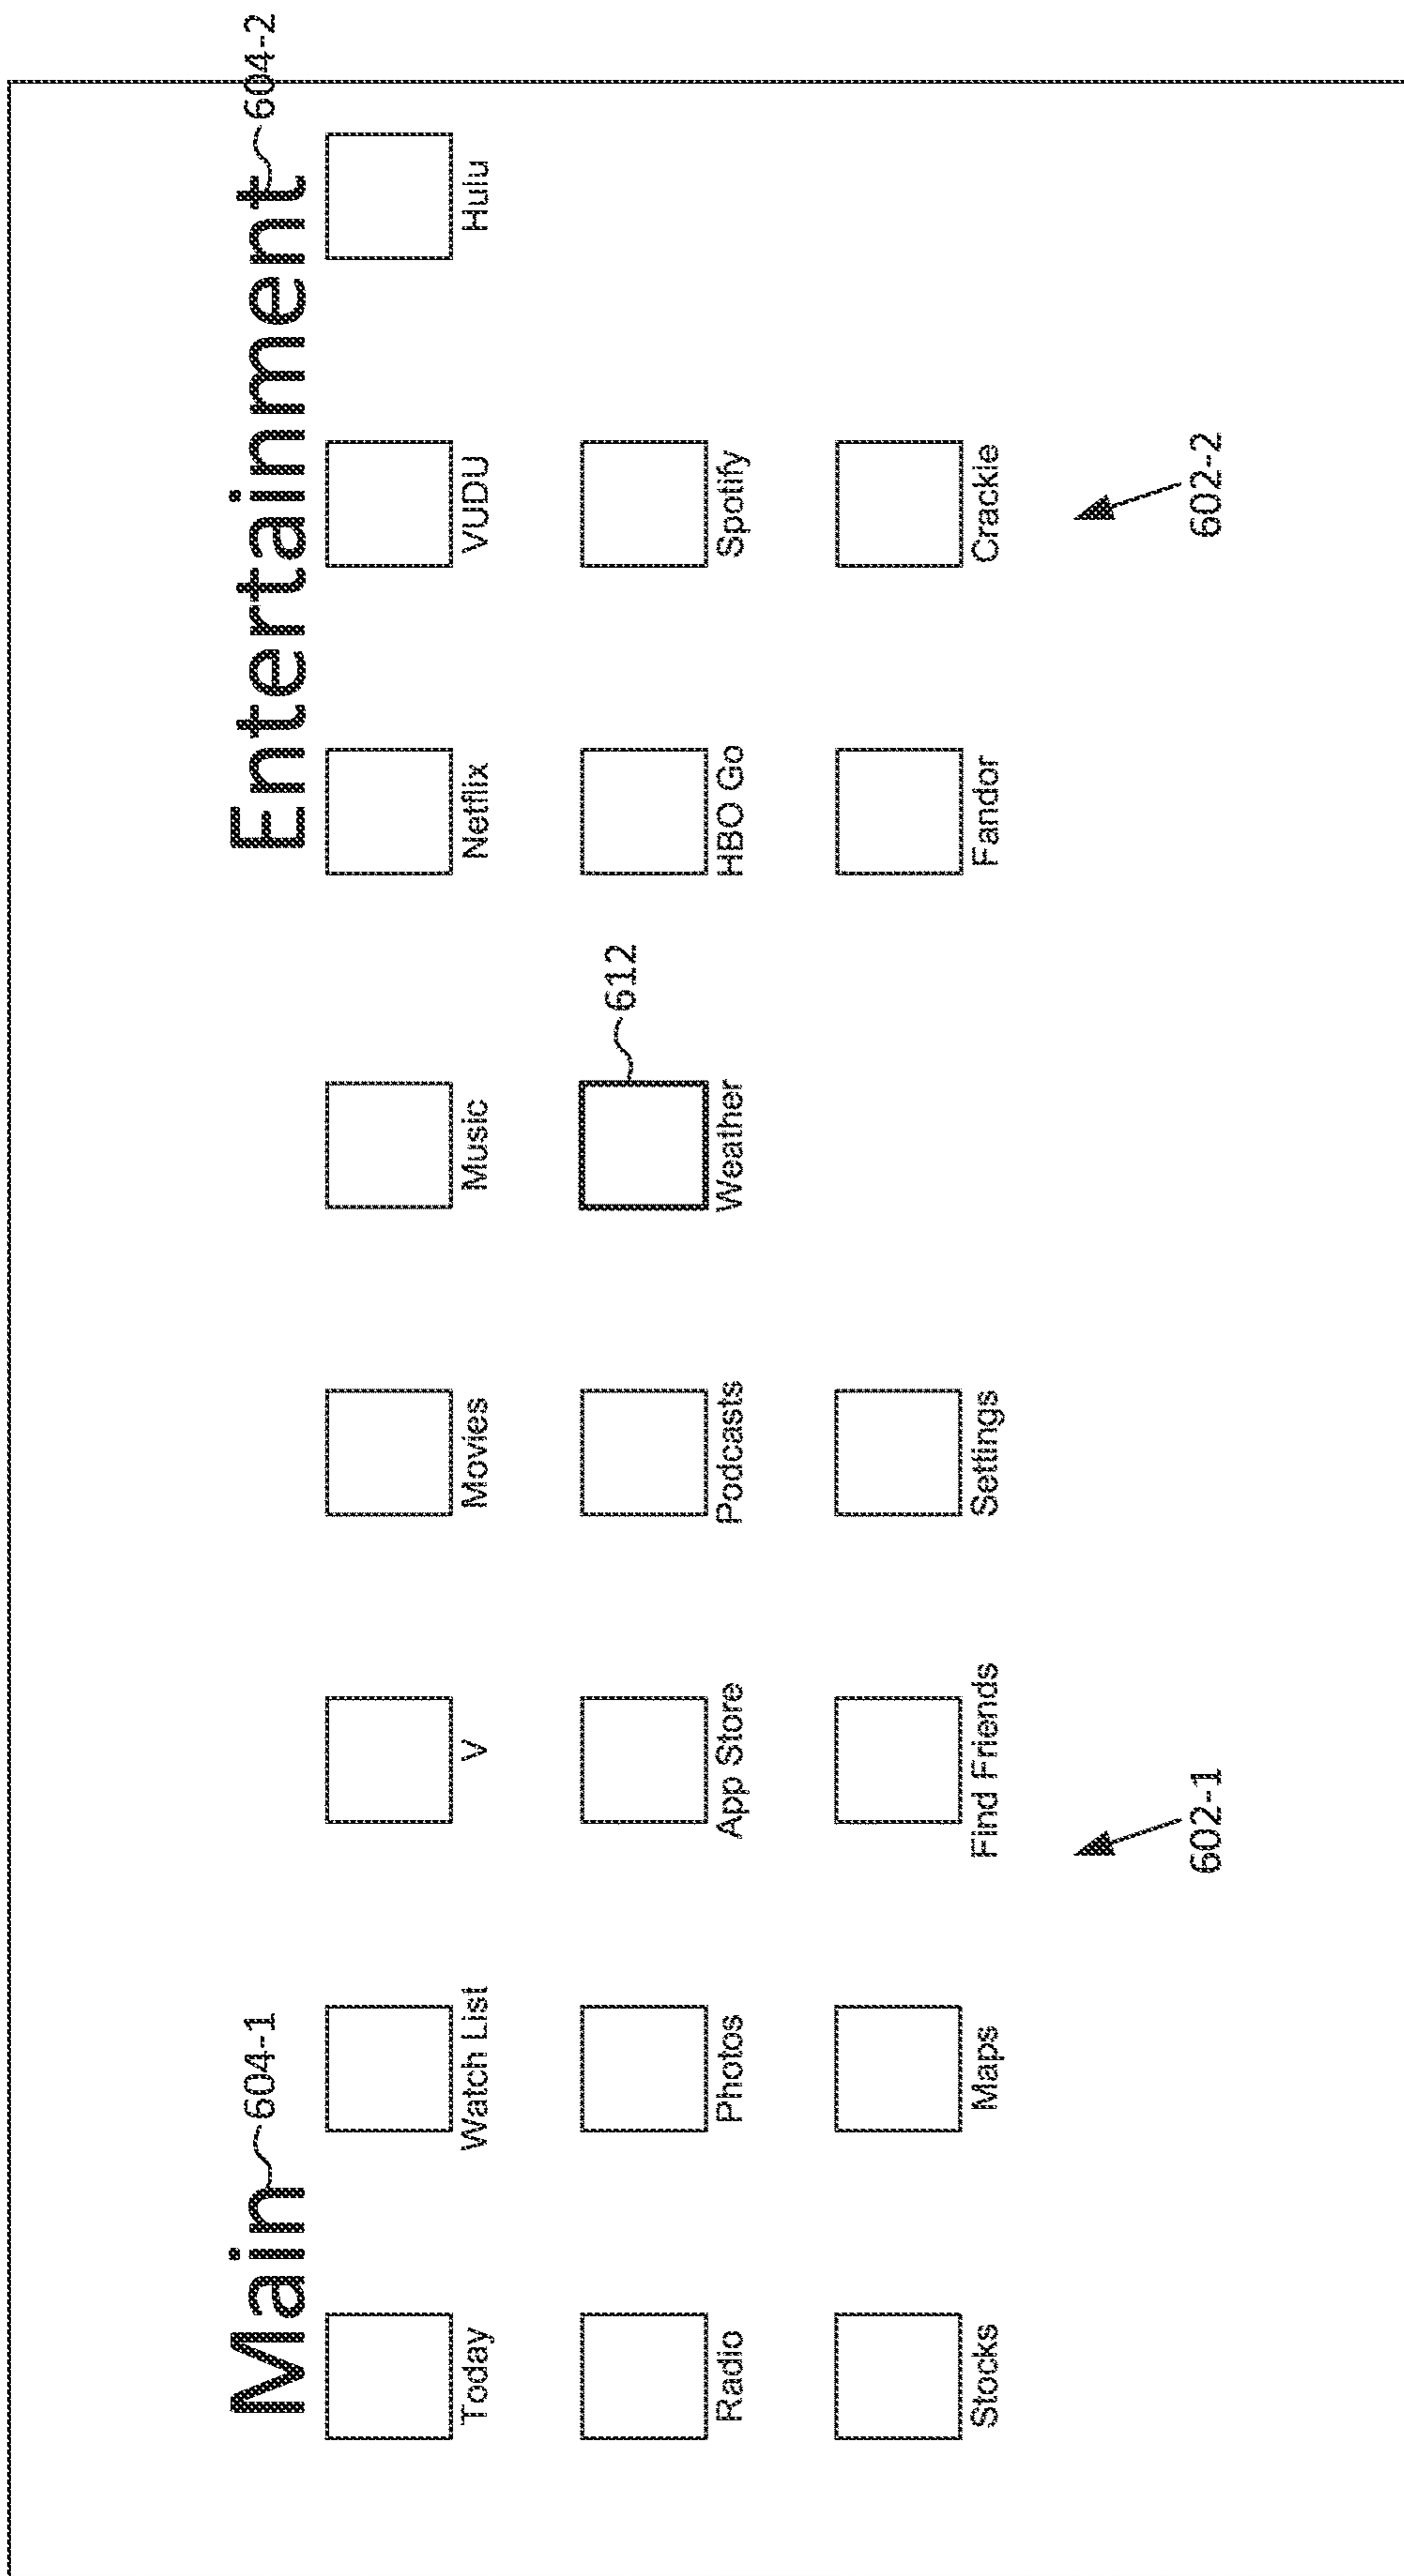 Main 604-1 Entertainment 604-2
Today Watch List V Movies Music Netflix VUDU Hulu
612
Radio Photos App Store Podcasts Weather HBO Go Spotify
Stocks Maps Find Friends Settings Fandor Crackle
602-1 602-2